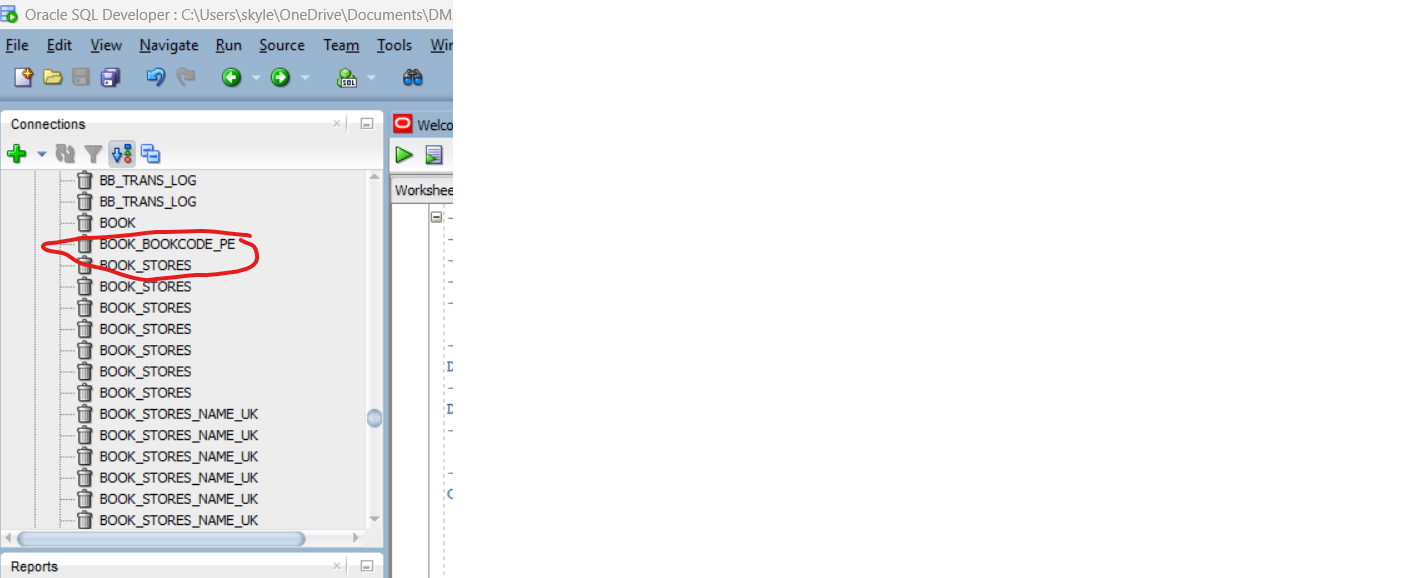 Oracle SQL Developer : C:\Users\skyle\OneDrive\Documents\DM
File Edit View Navigate Run Source Team Tools
SQL
Connections
Welco
BB_TRANS_LOG
BB_TRANS_LOG
BOOK
BOOK_BOOKCODE_PE
BOOK_STORES
BOOK_STORES
BOOK_STORES
BOOK_STORES
BOOK_STORES
BOOK_STORES
BOOK_STORES
BOOK_STORES_NAME_UK
BOOK_STORES_NAME_UK
BOOK_STORES_NAME_UK
BOOK_STORES_NAME_UK
BOOK_STORES_NAME_UK
BOOK_STORES_NAME_UK
Workshee
D
D
Reports